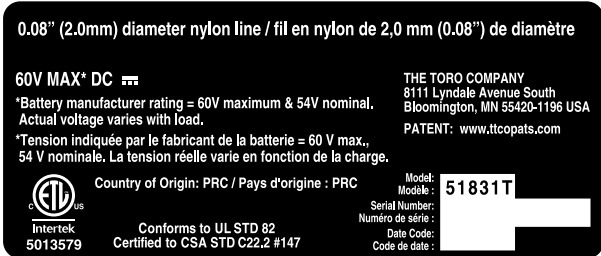 0.08” (2.0mm) diameter nylon line / fil en nylon de 2,0 mm (0.08”) de diamètre
60V MAX* DC
*Battery manufacturer rating = 60V maximum & 54V nominal.
Actual voltage varies with load.
*Tension indiquée par le fabricant de la batterie = 60 V max.,
54 V nominale. La tension réelle varie en fonction de la charge.
THE TORO COMPANY
8111 Lyndale Avenue South
Bloomington, MN 55420-1196 USA
PATENT: www.ttcopats.com
C ETL US
Intertek
5013579
Country of Origin: PRC / Pays d'origine : PRC
Conforms to UL STD 82
Certified to CSA STD C22.2 #147
Model:
Modèle : 51831T
Serial Number:
Numéro de série :
Date Code:
Code de date :